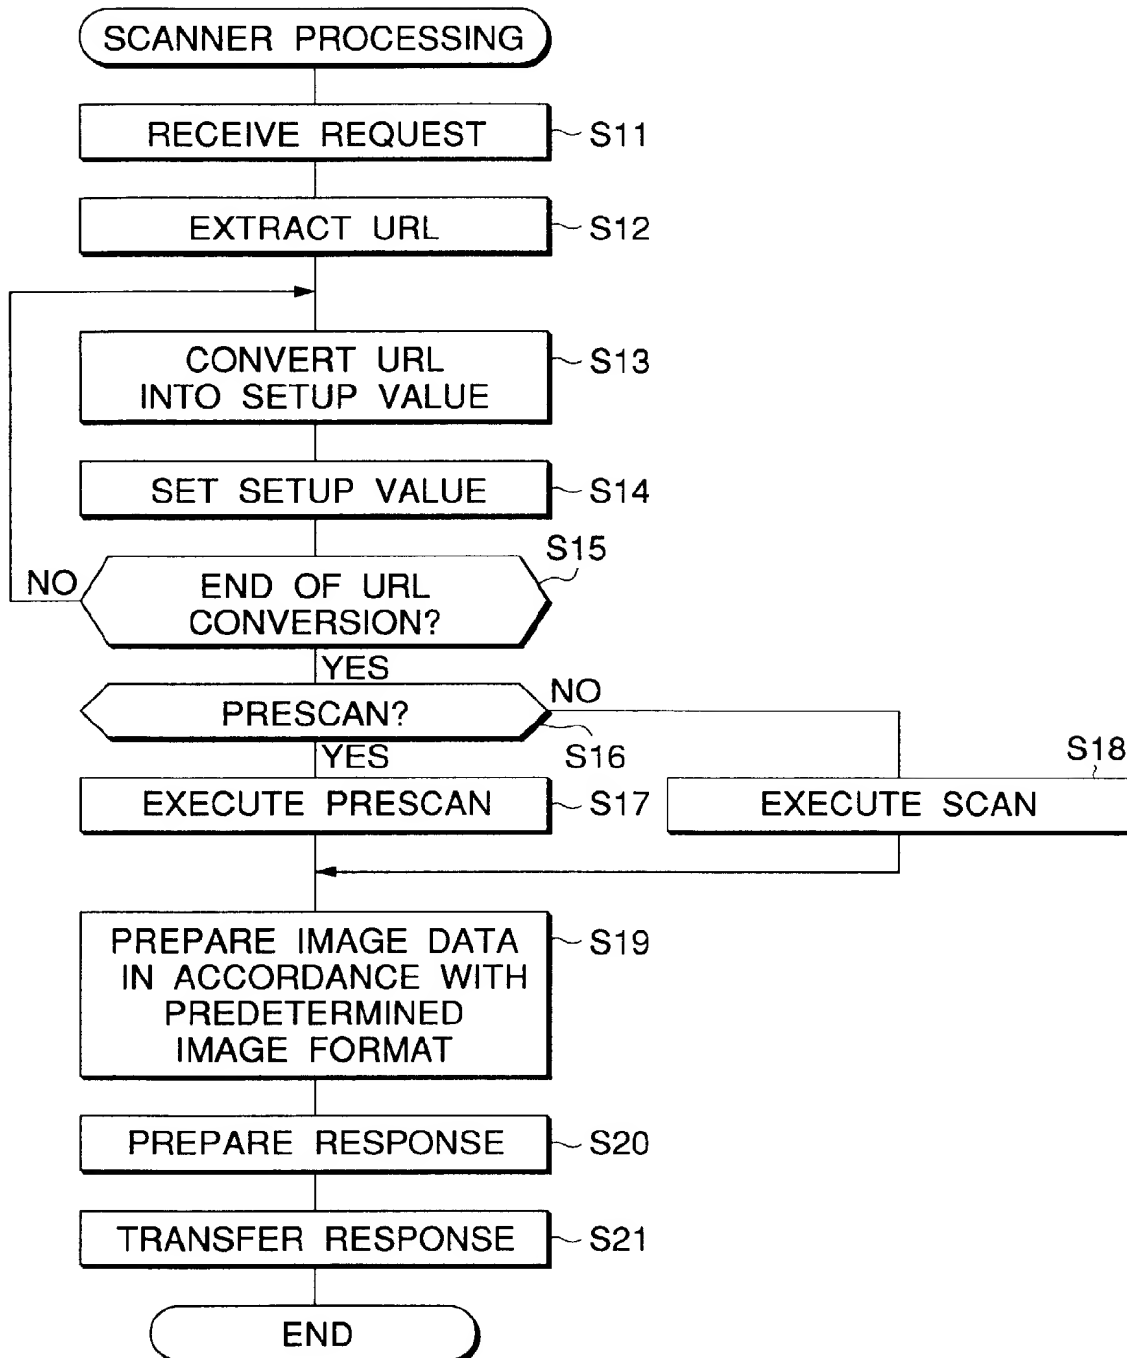 SCANNER PROCESSING
RECEIVE REQUEST
S11
EXTRACT URL
S12
CONVERT URL
INTO SETUP VALUE
S13
SET SETUP VALUE
S14
S15
NO
END OF URL
CONVERSION?
YES
NO
PRESCAN?
S16
YES
S18
EXECUTE PRESCAN
S17
EXECUTE SCAN
PREPARE IMAGE DATA
IN ACCORDANCE WITH
PREDETERMINED
IMAGE FORMAT
S19
PREPARE RESPONSE
S20
TRANSFER RESPONSE
S21
END